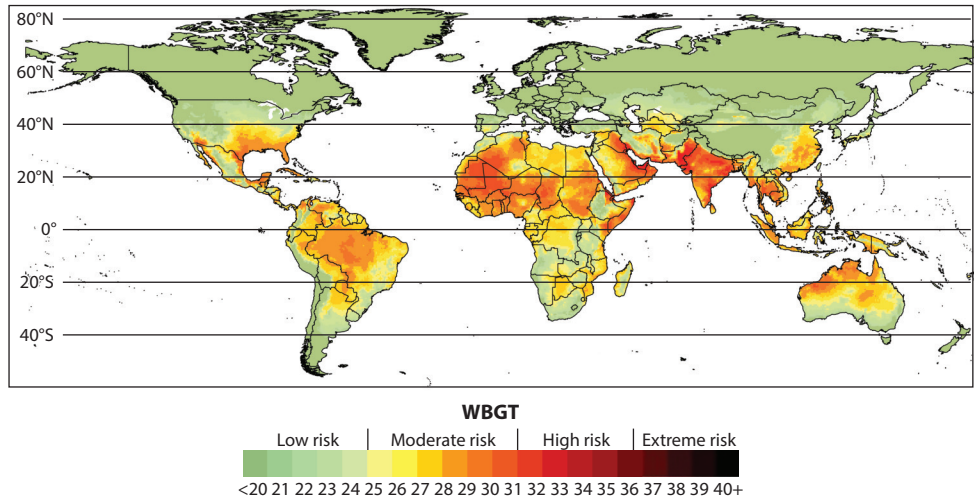 80°N
60°N
40°N
20°N
0°
20°S
40°S
WBGT
Low risk Moderate risk High risk Extreme risk
<20 21 22 23 24 25 26 27 28 29 30 31 32 33 34 35 36 37 38 39 40+